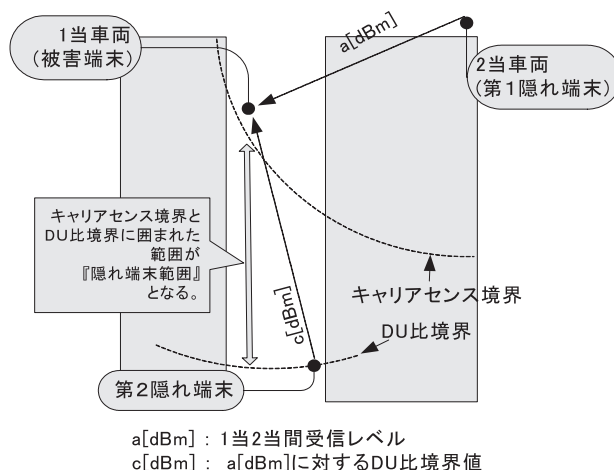 1当車両
(被害端末)
a[dBm]
2当車両
(第1隠れ端末)
キャリアセンス境界と
DU比境界に囲まれた
範囲が
『隠れ端末範囲』
となる。
キャリアセンス境界
c[dBm]
DU比境界
第2隠れ端末
a[dBm] : 1当2当間受信レベル
c[dBm] : a[dBm]に対するDU比境界値